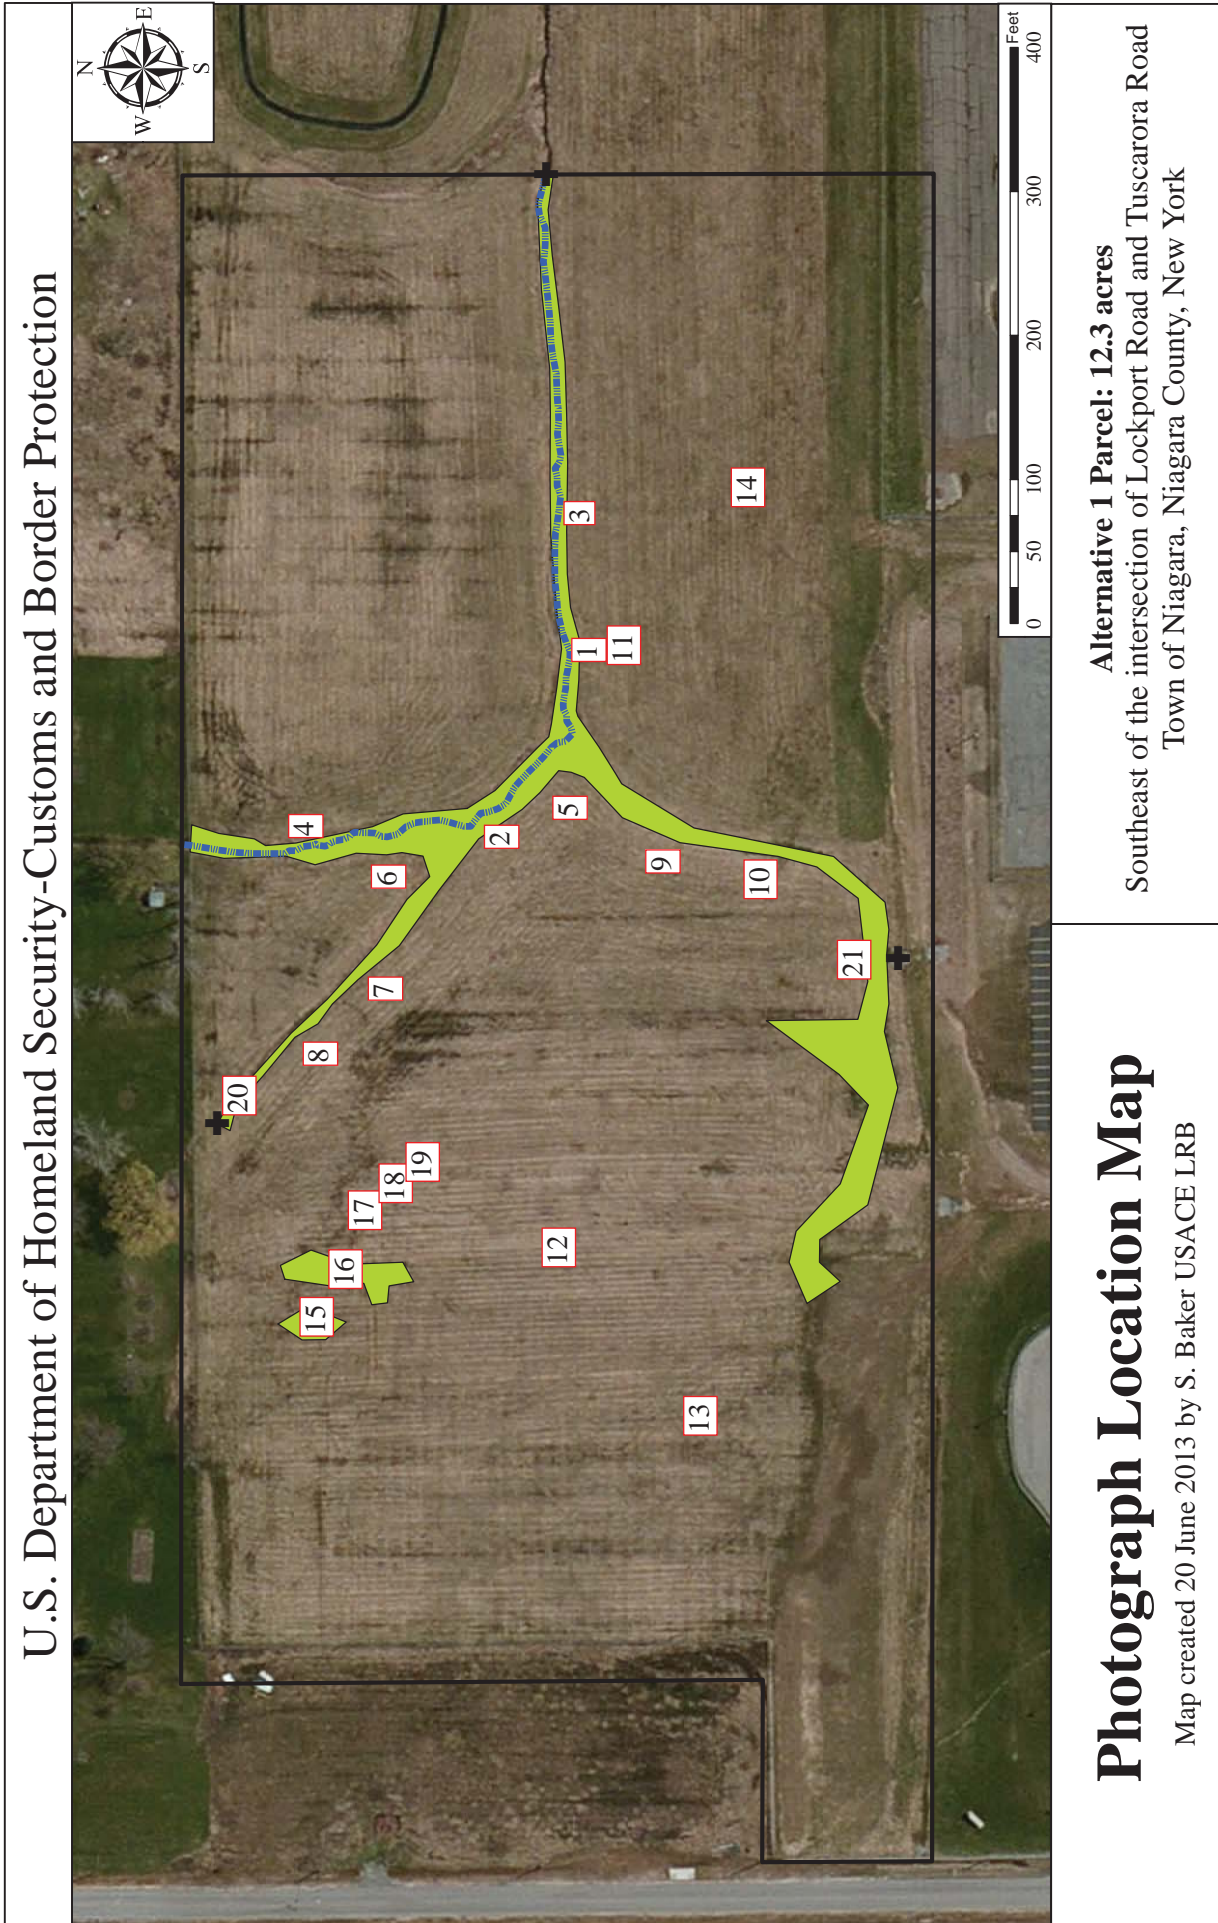 U.S. Department of Homeland Security-Customs and Border Protection
N
W
E
S
20
8
7
6
4
15
16
17
18
19
2
5
1
11
3
12
9
10
14
13
21
0
50
100
200
300
400
Feet
Photograph Location Map
Map created 20 June 2013 by S. Baker USACE LRB
Alternative 1 Parcel: 12.3 acres
Southeast of the intersection of Lockport Road and Tuscarora Road
Town of Niagara, Niagara County, New York